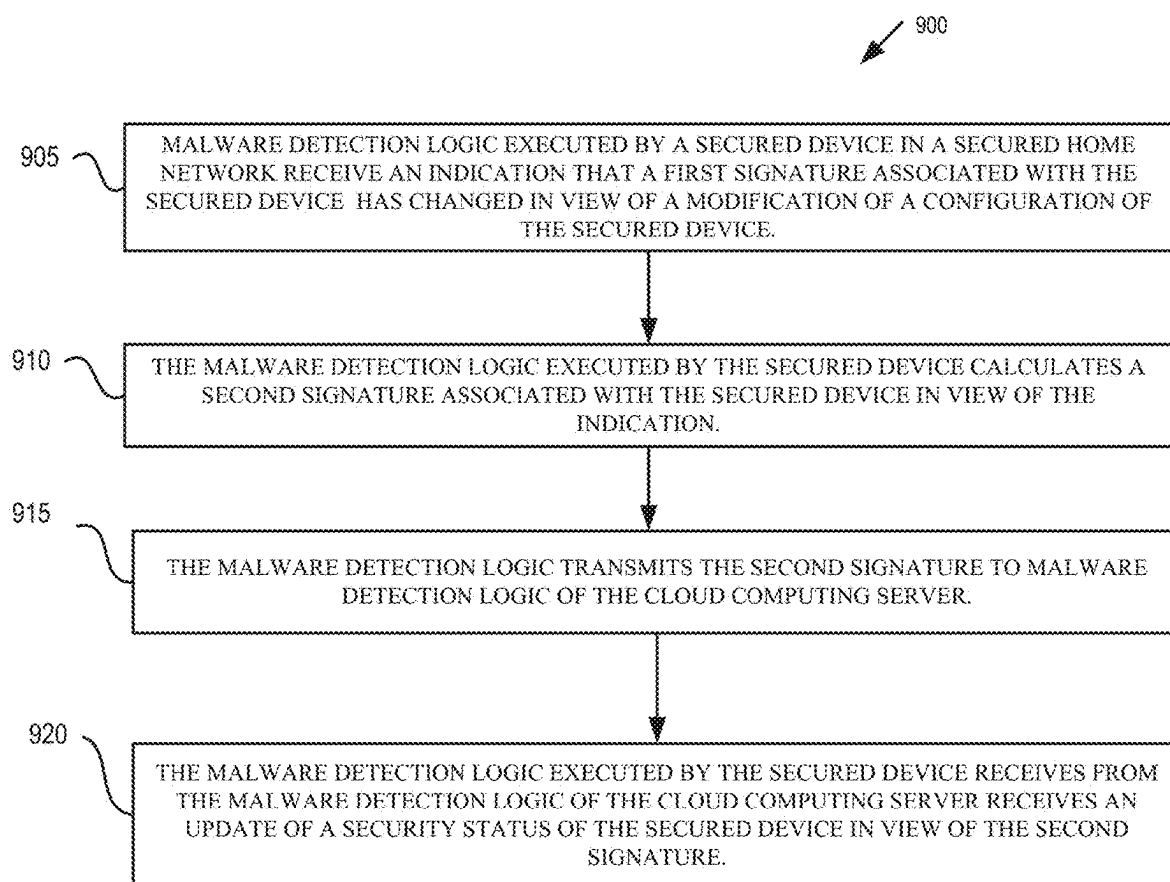 900
905
MALWARE DETECTION LOGIC EXECUTED BY A SECURED DEVICE IN A SECURED HOME
NETWORK RECEIVE AN INDICATION THAT A FIRST SIGNATURE ASSOCIATED WITH THE
SECURED DEVICE HAS CHANGED IN VIEW OF A MODIFICATION OF A CONFIGURATION OF
THE SECURED DEVICE.
910
THE MALWARE DETECTION LOGIC EXECUTED BY THE SECURED DEVICE CALCULATES A
SECOND SIGNATURE ASSOCIATED WITH THE SECURED DEVICE IN VIEW OF THE
INDICATION.
915
THE MALWARE DETECTION LOGIC TRANSMITS THE SECOND SIGNATURE TO MALWARE
DETECTION LOGIC OF THE CLOUD COMPUTING SERVER.
920
THE MALWARE DETECTION LOGIC EXECUTED BY THE SECURED DEVICE RECEIVES FROM
THE MALWARE DETECTION LOGIC OF THE CLOUD COMPUTING SERVER RECEIVES AN
UPDATE OF A SECURITY STATUS OF THE SECURED DEVICE IN VIEW OF THE SECOND
SIGNATURE.